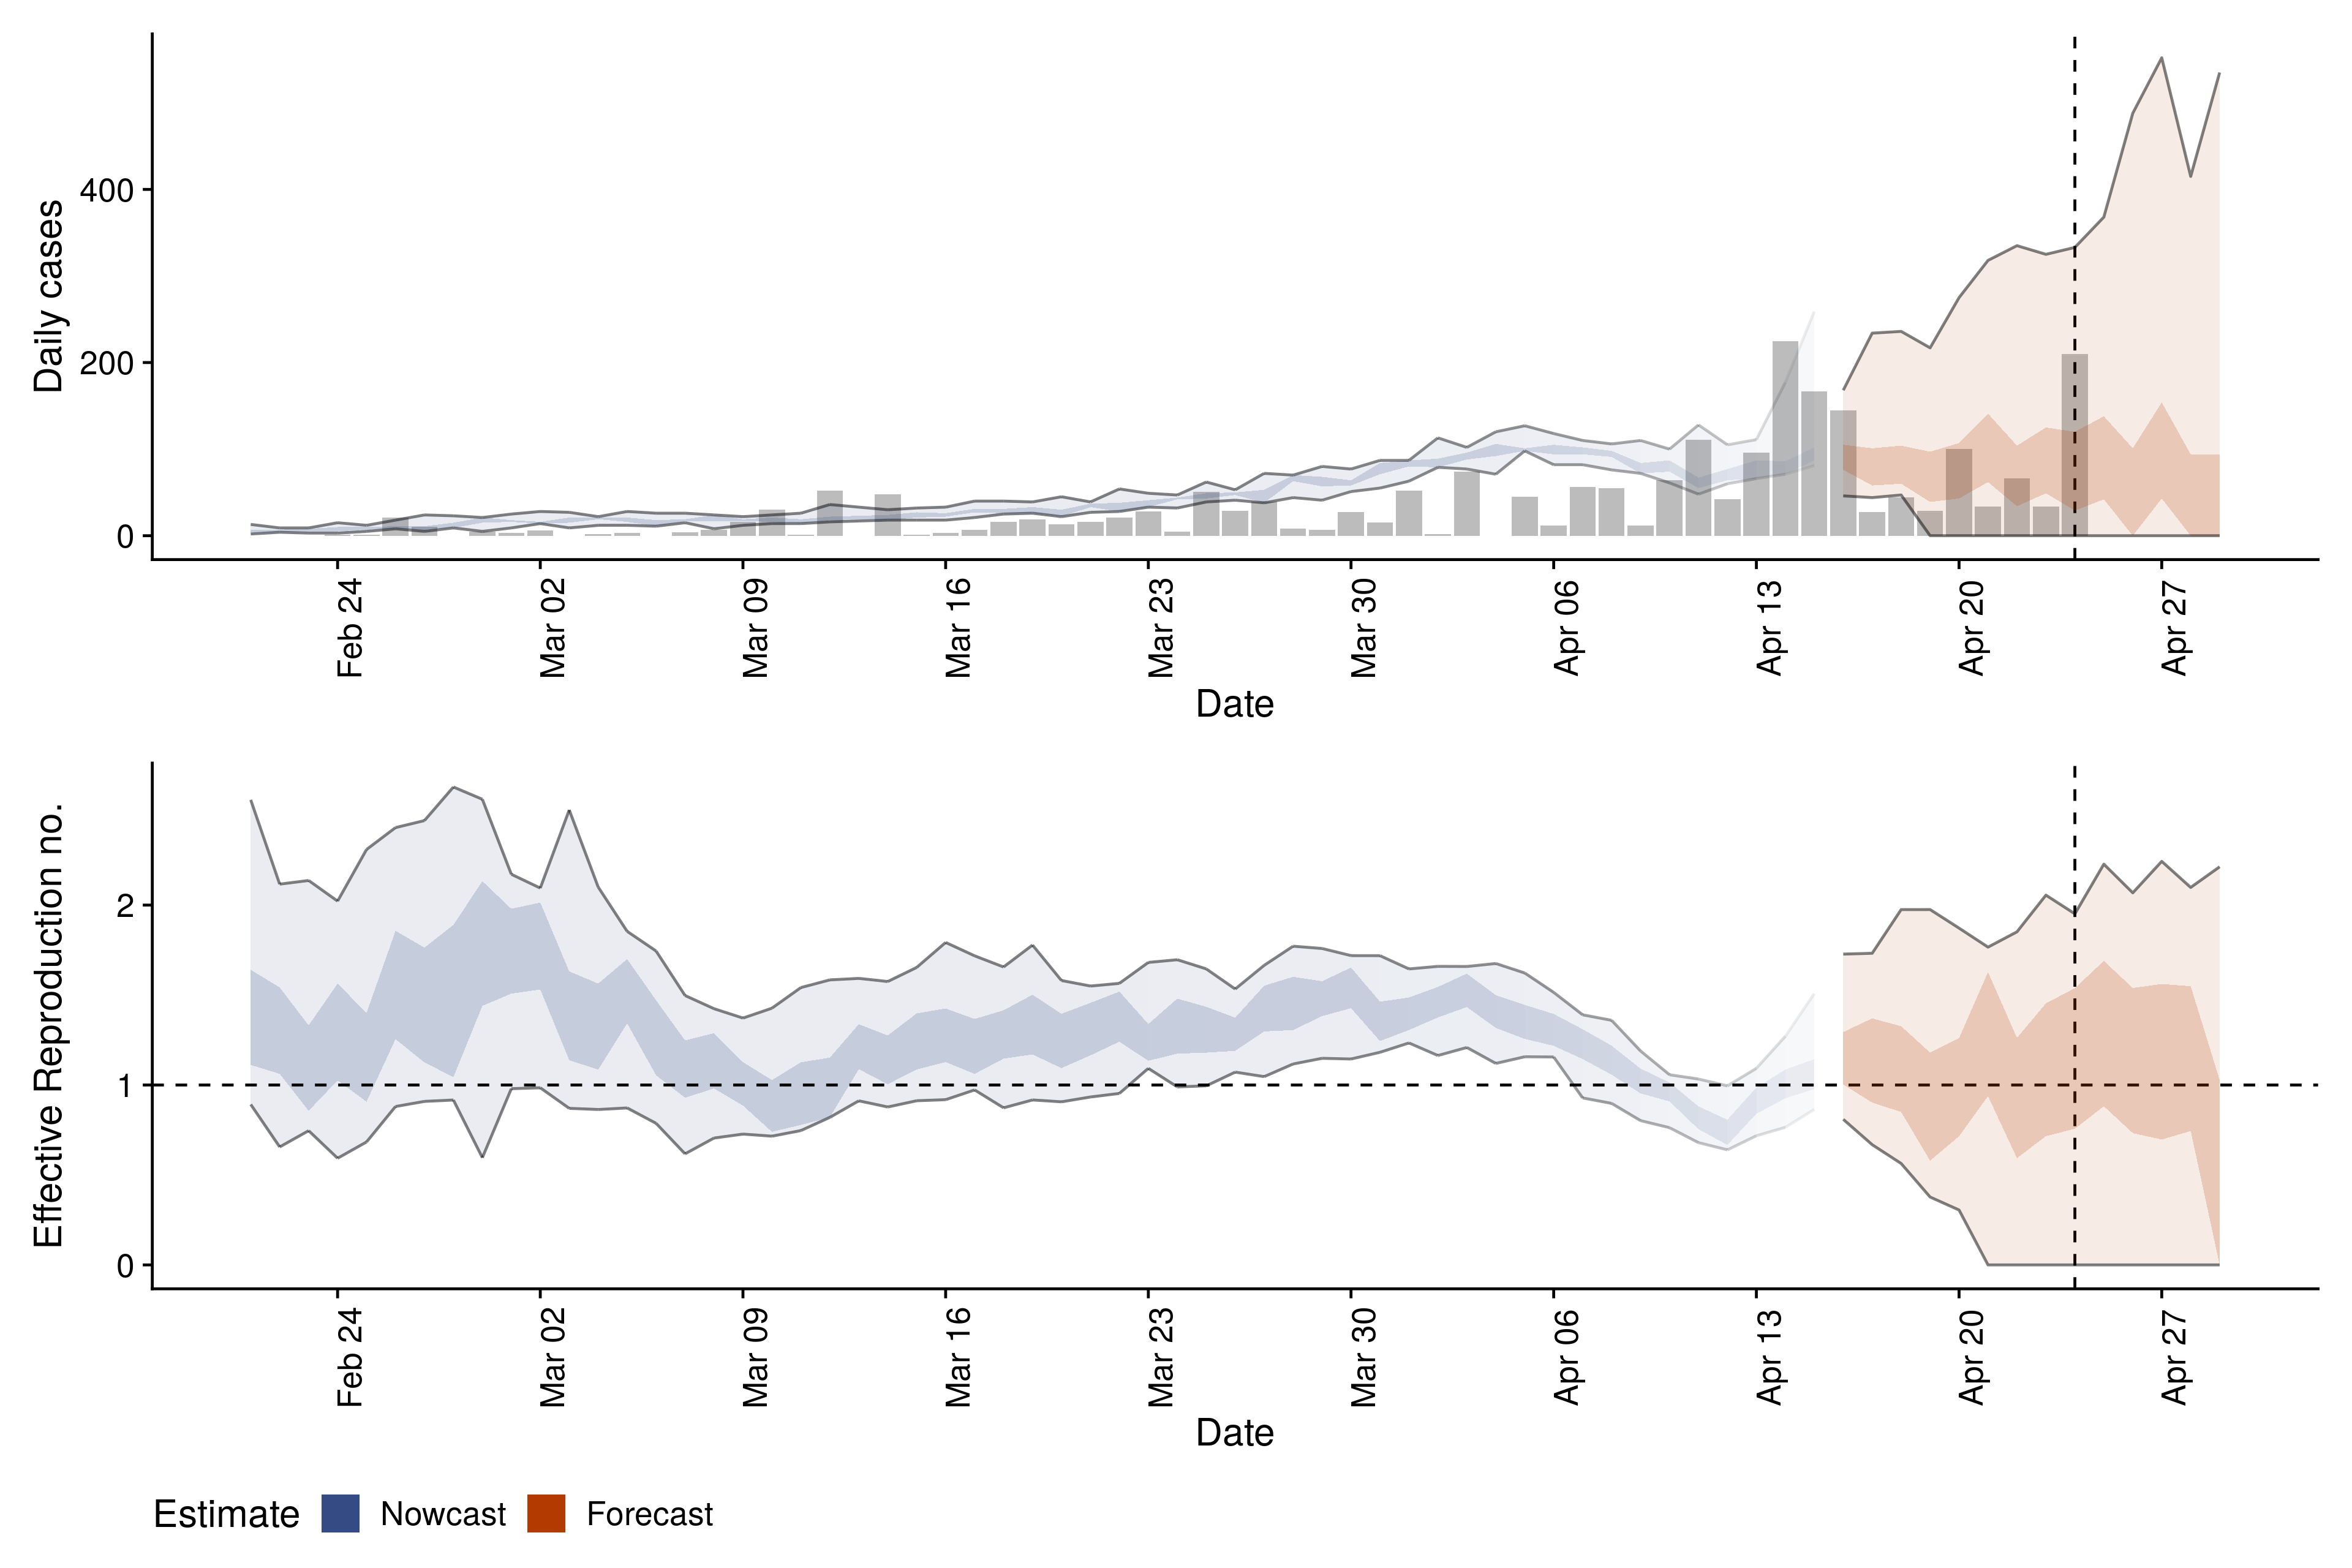 Daily cases
400
200
0
Feb 24
Mar 02
Mar 09
Mar 16
Mar 23
Mar 30
Apr 06
Apr 13
Apr 20
Apr 27
Date
Effective Reproduction no.
2
1
0
Feb 24
Mar 02
Mar 09
Mar 16
Mar 23
Mar 30
Apr 06
Apr 13
Apr 20
Apr 27
Date
Estimate Nowcast Forecast